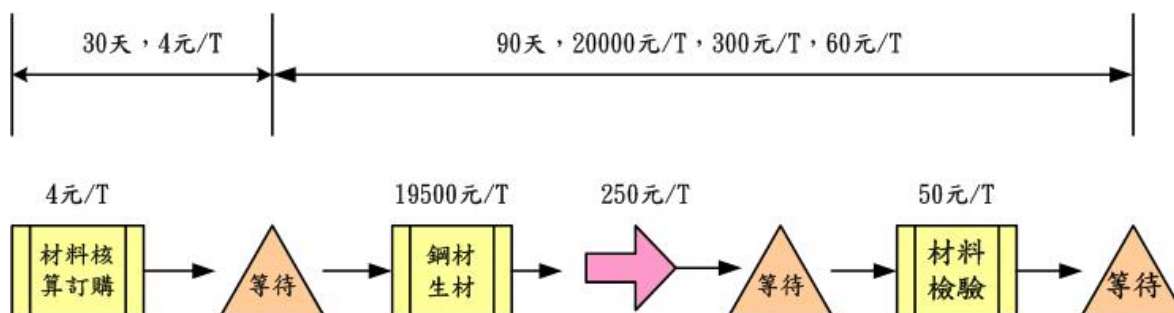 30天，4元/T
90天，20000元/T，300元/T，60元/T
4元/T
19500元/T
250元/T
50元/T
材料核
算訂購
等待
鋼材
生材
等待
材料
檢驗
等待